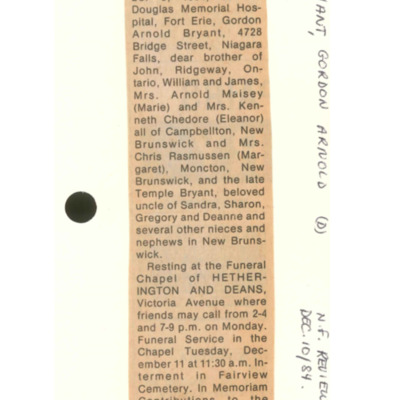 Douglas Memorial Hos-
pital, Fort Erie, Gordon
Arnold Bryant, 4728
Bridge Street, Niagara
Falls, dear brother of
John, Ridgeway, On-
tario, William and James,
Mrs. Arnold Maisey
(Marie) and Mrs. Ken-
neth Chedore (Eleanor)
all of Campbellton, New
Brunswick and Mrs.
Chris Rasmussen (Mar-
garet), Moncton, New
Brunswick, and the late
Temple Bryant, beloved
uncle of Sandra, Sharon,
Gregory and Deanne and
several other nieces and
nephews in New Bruns-
wick.
Resting at the Funeral
Chapel of HETHER-
INGTON AND DEANS,
Victoria Avenue where
friends may call from 2-4
and 7-9 p.m. on Monday.
Funeral Service in the
Chapel Tuesday, Dec-
ember 11 at 11:30 a.m. In-
terment in Fairview
Cemetery. In Memoriam
Contributions to the
GORDON ARNOLD (D)
N.F. REVIEW
DEC. 10/84.